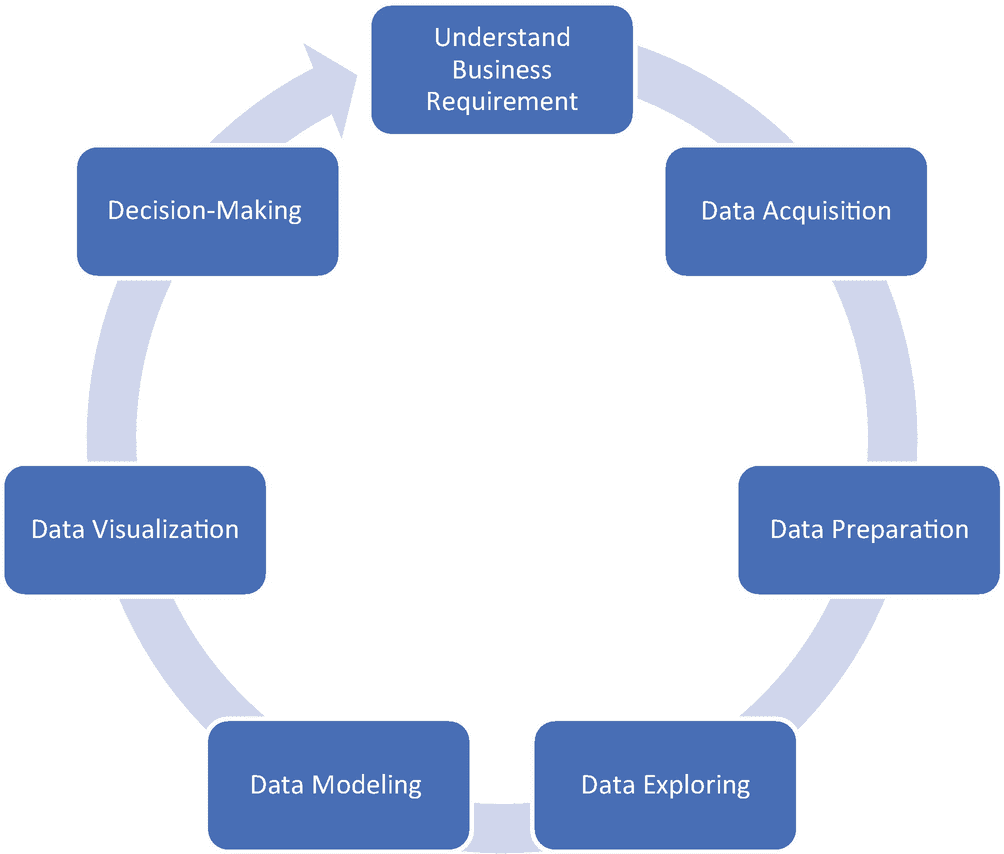 Understand
Business
Requirement
Data Acquisition
Data Preparation
Data Exploring
Data Modeling
Data Visualization
Decision-Making